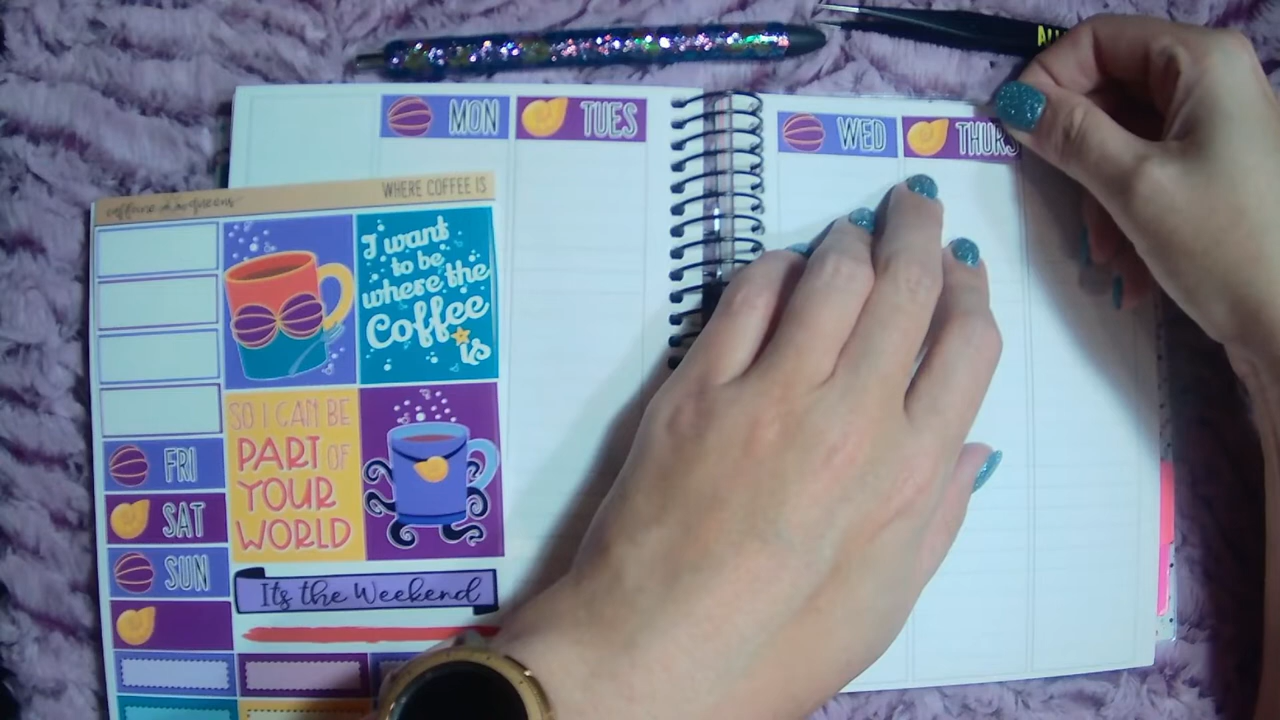 MON
TUES
WED
THURS
WHERE COFFEE IS
I want
to be
where the
Coffee
is
SO I CAN BE
PART OF
YOUR
WORLD
FRI
SAT
SUN
Its the Weekend